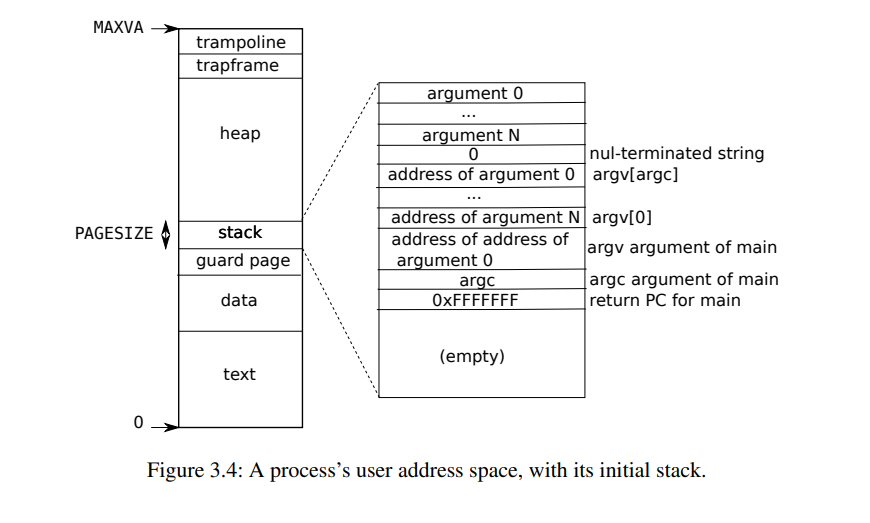 MAXVA
trampoline
trapframe
heap
PAGESIZE
stack
guard page
data
text
0
argument 0
...
argument N
0 nul-terminated string
address of argument 0 argv[argc]
...
address of argument N argv[0]
address of address of
argument 0
argv argument of main
argc argc argument of main
0xFFFFFFF return PC for main
(empty)
Figure 3.4: A process's user address space, with its initial stack.